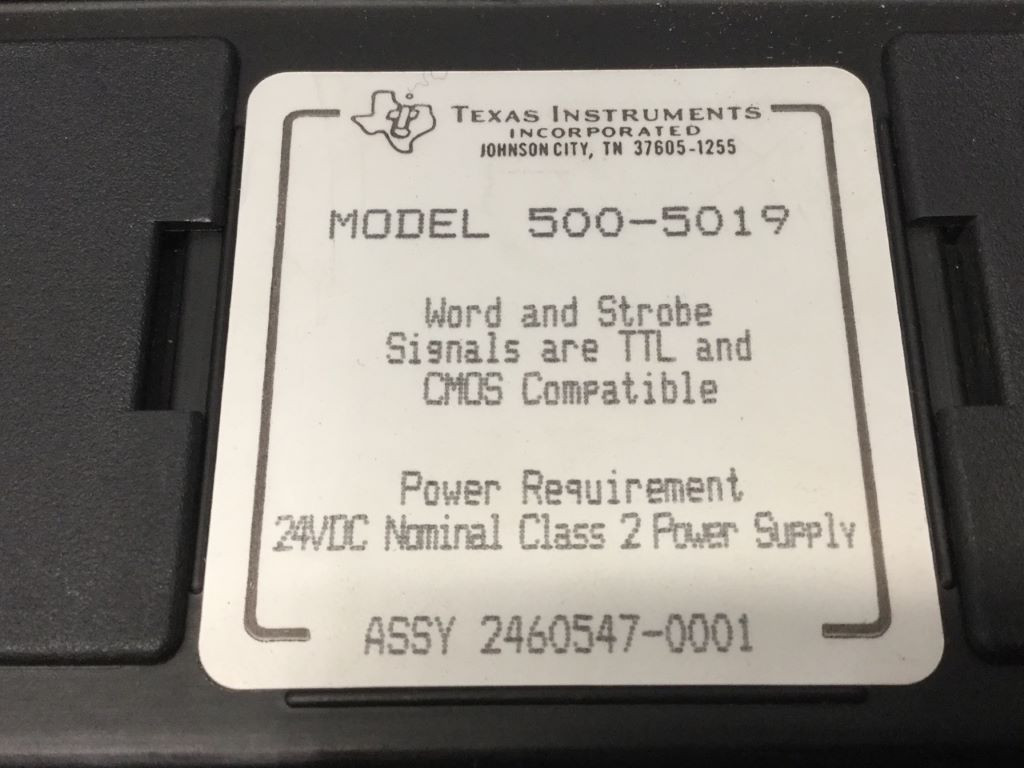 TEXAS INSTRUMENTS
INCORPORATED
JOHNSON CITY, TN 37605-1255
MODEL 500-5019
Word and Strobe
Signals are TTL and
CMOS Compatible
Power Requirement
24VDC Nominal Class 2 Power Supply
ASSY 2460547-0001